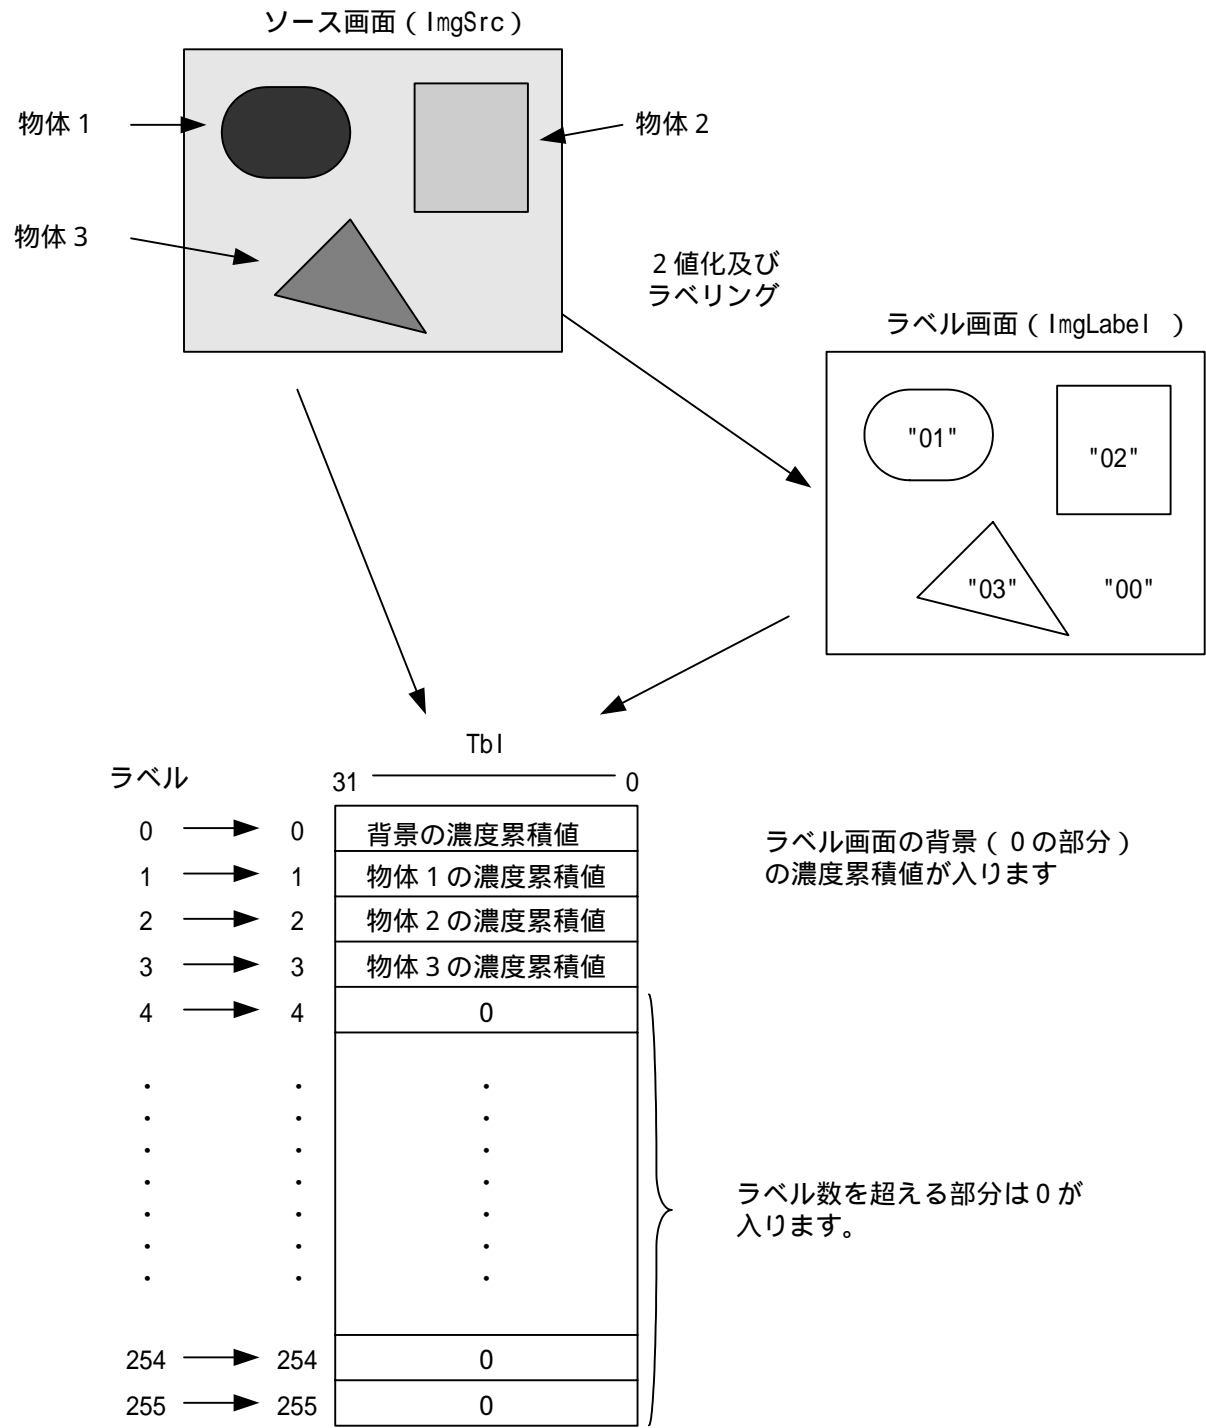 ソース画面（ImgSrc）
物体1
物体2
物体3
2値化及び
ラベリング
ラベル画面（ImgLabel ）
"01"
"02"
"03"
"00"
Tbl
ラベル
31
0
0
0
背景の濃度累積値
1
1
物体1の濃度累積値
2
2
物体2の濃度累積値
3
3
物体3の濃度累積値
4
4
0
ラベル画面の背景（0の部分）
の濃度累積値が入ります
ラベル数を超える部分は0が
入ります。
254
254
0
255
255
0